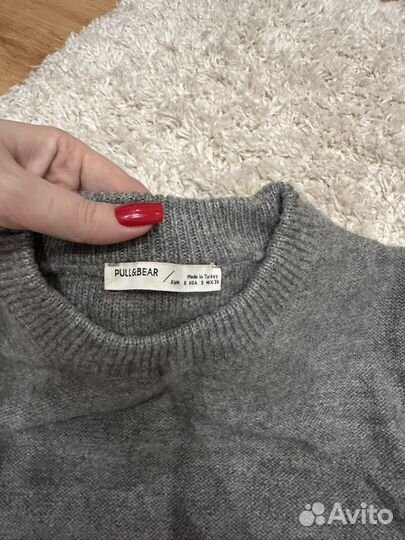 PULL&BEAR
Made in Turkey
EUR S USA S MEX 26
Avito